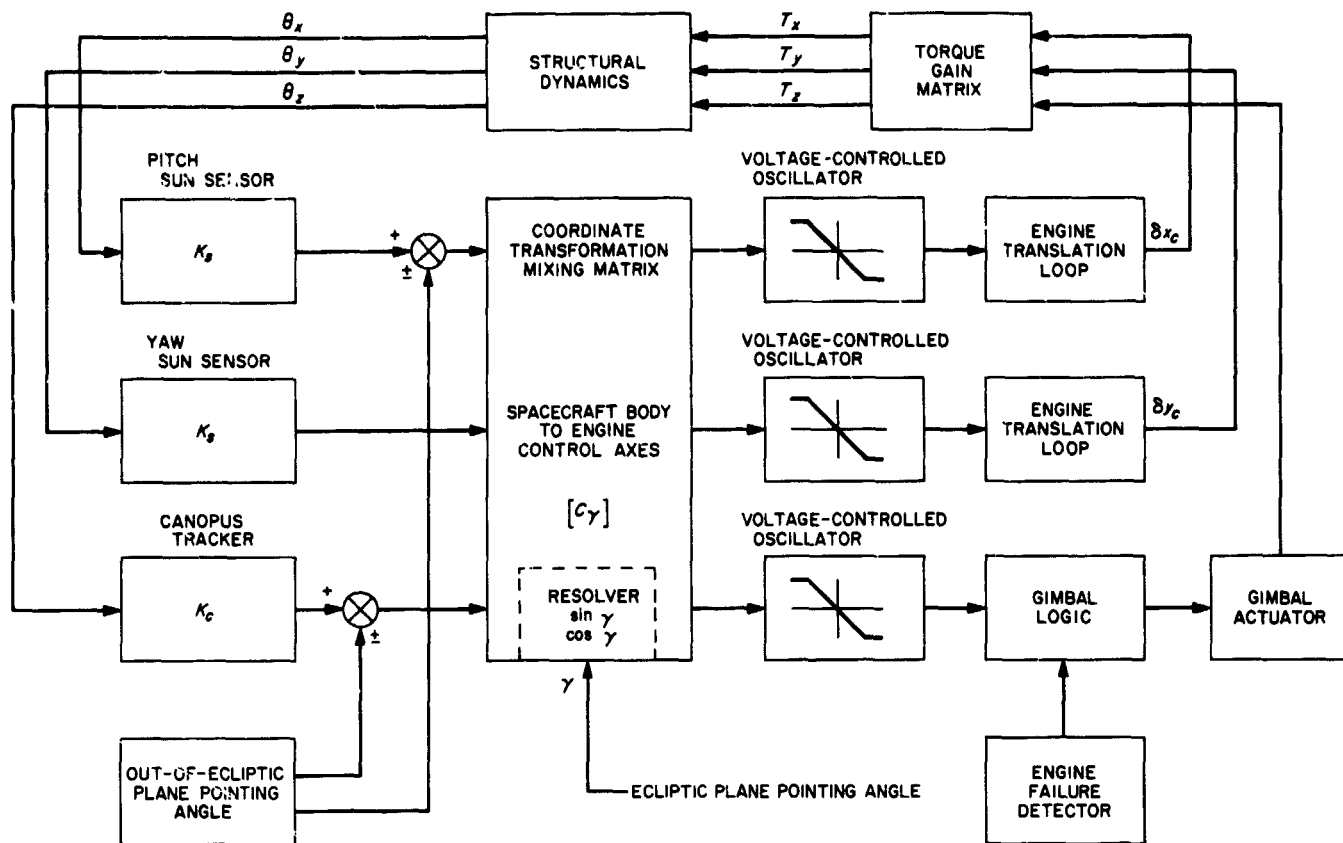 θx
θy
θz
STRUCTURAL
DYNAMICS
Tx
Ty
Tz
TORQUE
GAIN
MATRIX
PITCH
SUN SENSOR
Ks
+
±
YAW
SUN SENSOR
Ks
CANOPUS
TRACKER
Kc
+
±
OUT-OF-ECLIPTIC
PLANE POINTING
ANGLE
COORDINATE
TRANSFORMATION
MIXING MATRIX
SPACECRAFT BODY
TO ENGINE
CONTROL AXES
[Cγ]
RESOLVER
sin γ
cos γ
γ
ECLIPTIC PLANE POINTING ANGLE
VOLTAGE-CONTROLLED
OSCILLATOR
ENGINE
TRANSLATION
LOOP
δxc
VOLTAGE-CONTROLLED
OSCILLATOR
ENGINE
TRANSLATION
LOOP
δyc
VOLTAGE-CONTROLLED
OSCILLATOR
GIMBAL
LOGIC
GIMBAL
ACTUATOR
ENGINE
FAILURE
DETECTOR